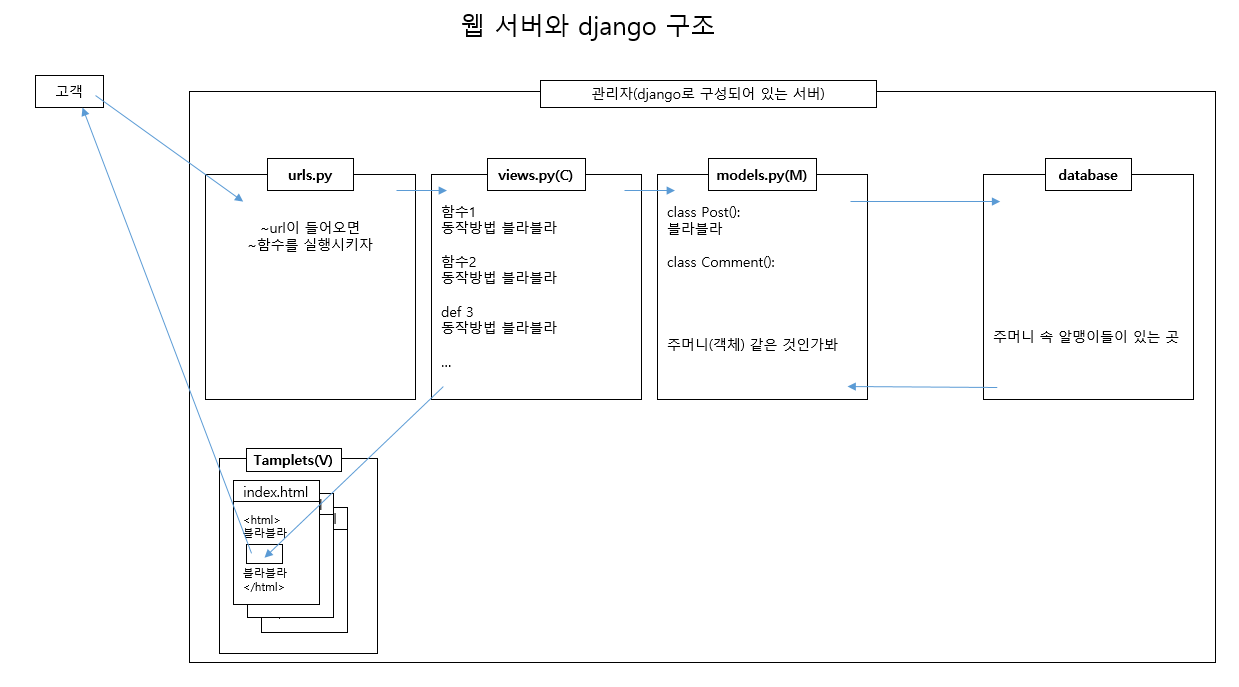 웹 서버와 django 구조
고객
관리자(django로 구성되어 있는 서버)
urls.py
~url이 들어오면
~함수를 실행시키자
views.py(C)
함수1
동작방법 블라블라
함수2
동작방법 블라블라
def 3
동작방법 블라블라
...
models.py(M)
class Post():
블라블라
class Comment():
주머니(객체) 같은 것인가봐
database
주머니 속 알맹이들이 있는 곳
Tamplets(V)
index.html
<html>
블라블라
블라블라
</html>